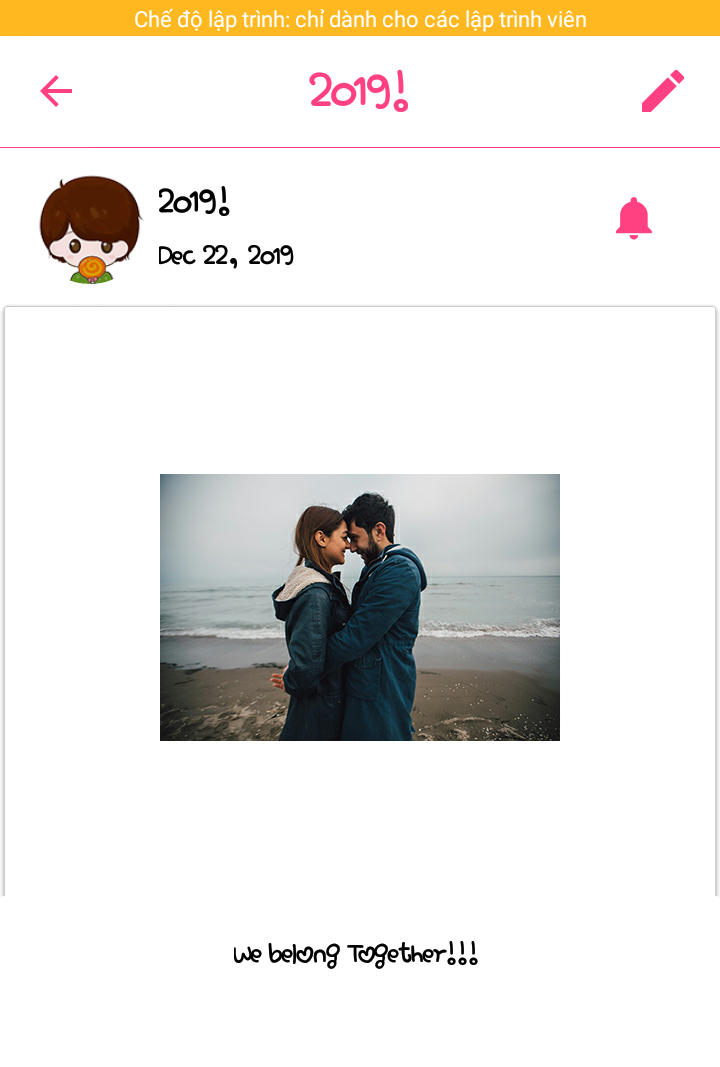 Chế độ lập trình: chỉ dành cho các lập trình viên
2019!
2019!
Dec 22, 2019
We belong Together!!!